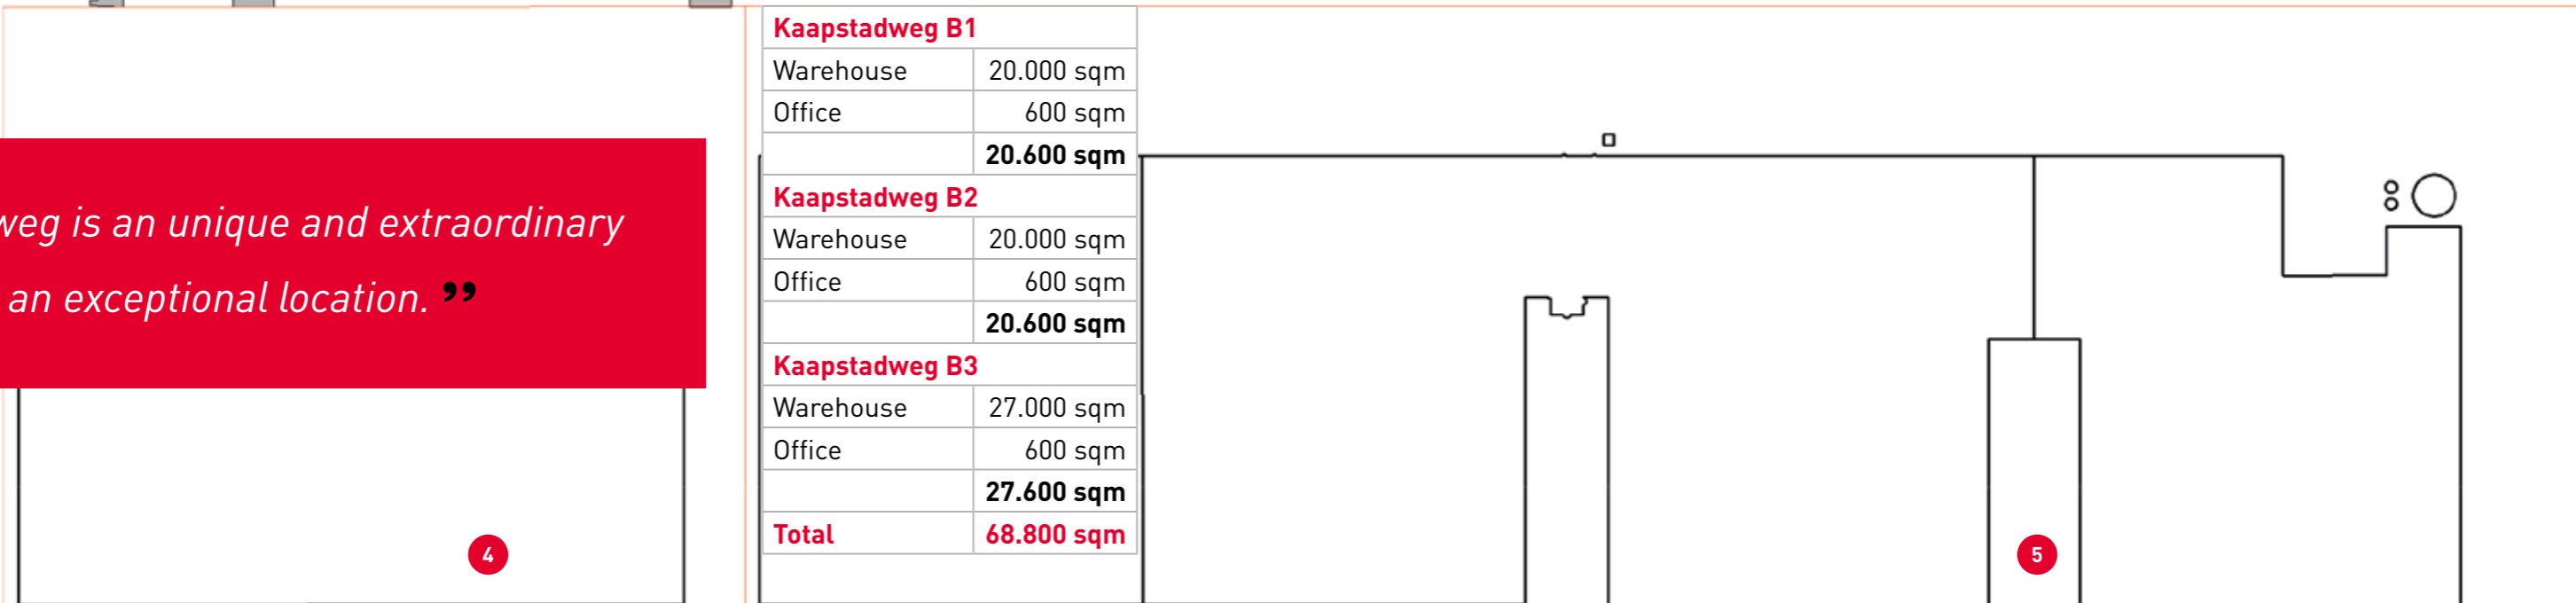 weg is an unique and extraordinary
an exceptional location. ”
4
Kaapstadweg B1
Warehouse 20.000 sqm
Office 600 sqm
20.600 sqm
Kaapstadweg B2
Warehouse 20.000 sqm
Office 600 sqm
20.600 sqm
Kaapstadweg B3
Warehouse 27.000 sqm
Office 600 sqm
27.600 sqm
Total 68.800 sqm
5